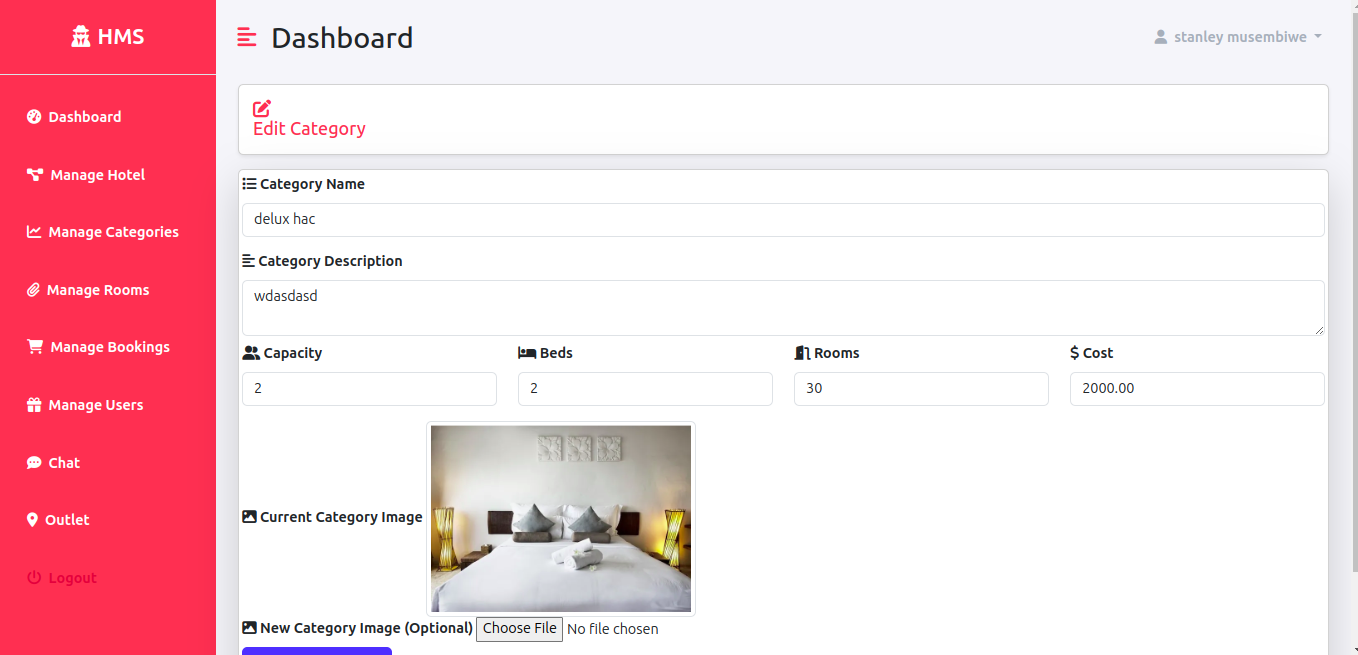 HMS
Dashboard
stanley musembiwe
Dashboard
Manage Hotel
Manage Categories
Manage Rooms
Manage Bookings
Manage Users
Chat
Outlet
Logout
Edit Category
Category Name
delux hac
Category Description
wdasdasd
Capacity Beds Rooms $ Cost
2 2 30 2000.00
Current Category Image
New Category Image (Optional) Choose File No file chosen